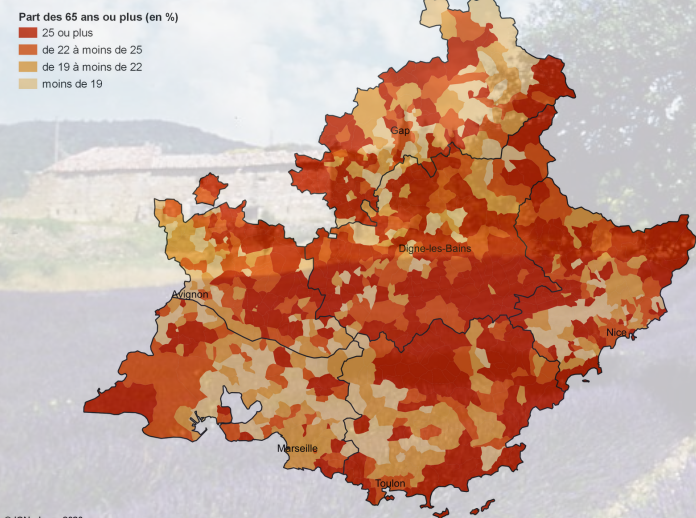 Part des 65 ans ou plus (en %)
25 ou plus
de 22 à moins de 25
de 19 à moins de 22
moins de 19
Gap
Digne-les-Bains
Avignon
Nice
Marseille
Toulon